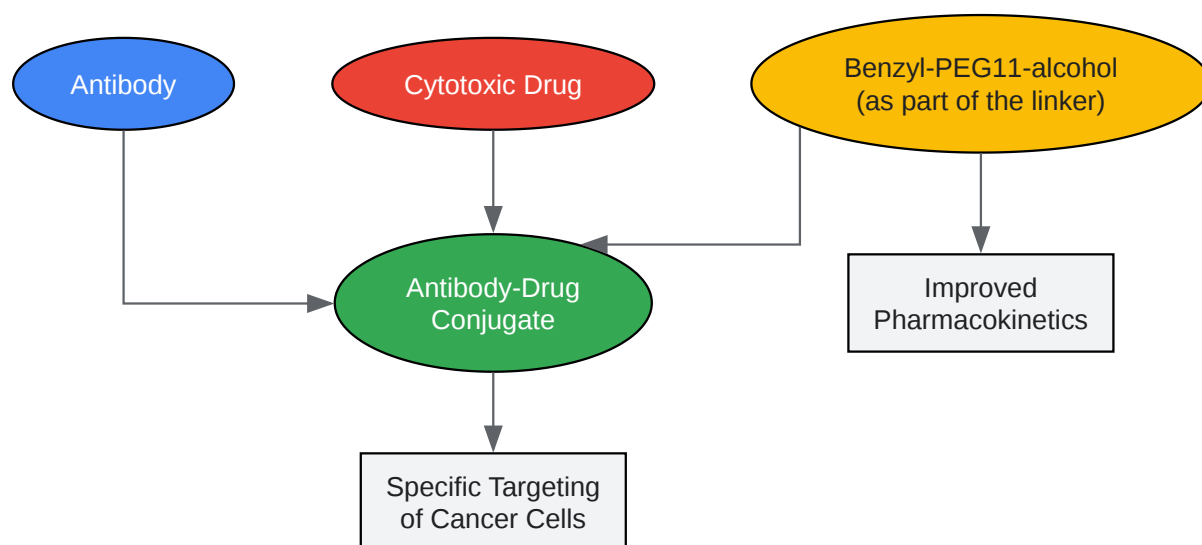 Antibody
Cytotoxic Drug
Benzyl-PEG11-alcohol
(as part of the linker)
Antibody-Drug
Conjugate
Improved
Pharmacokinetics
Specific Targeting
of Cancer Cells